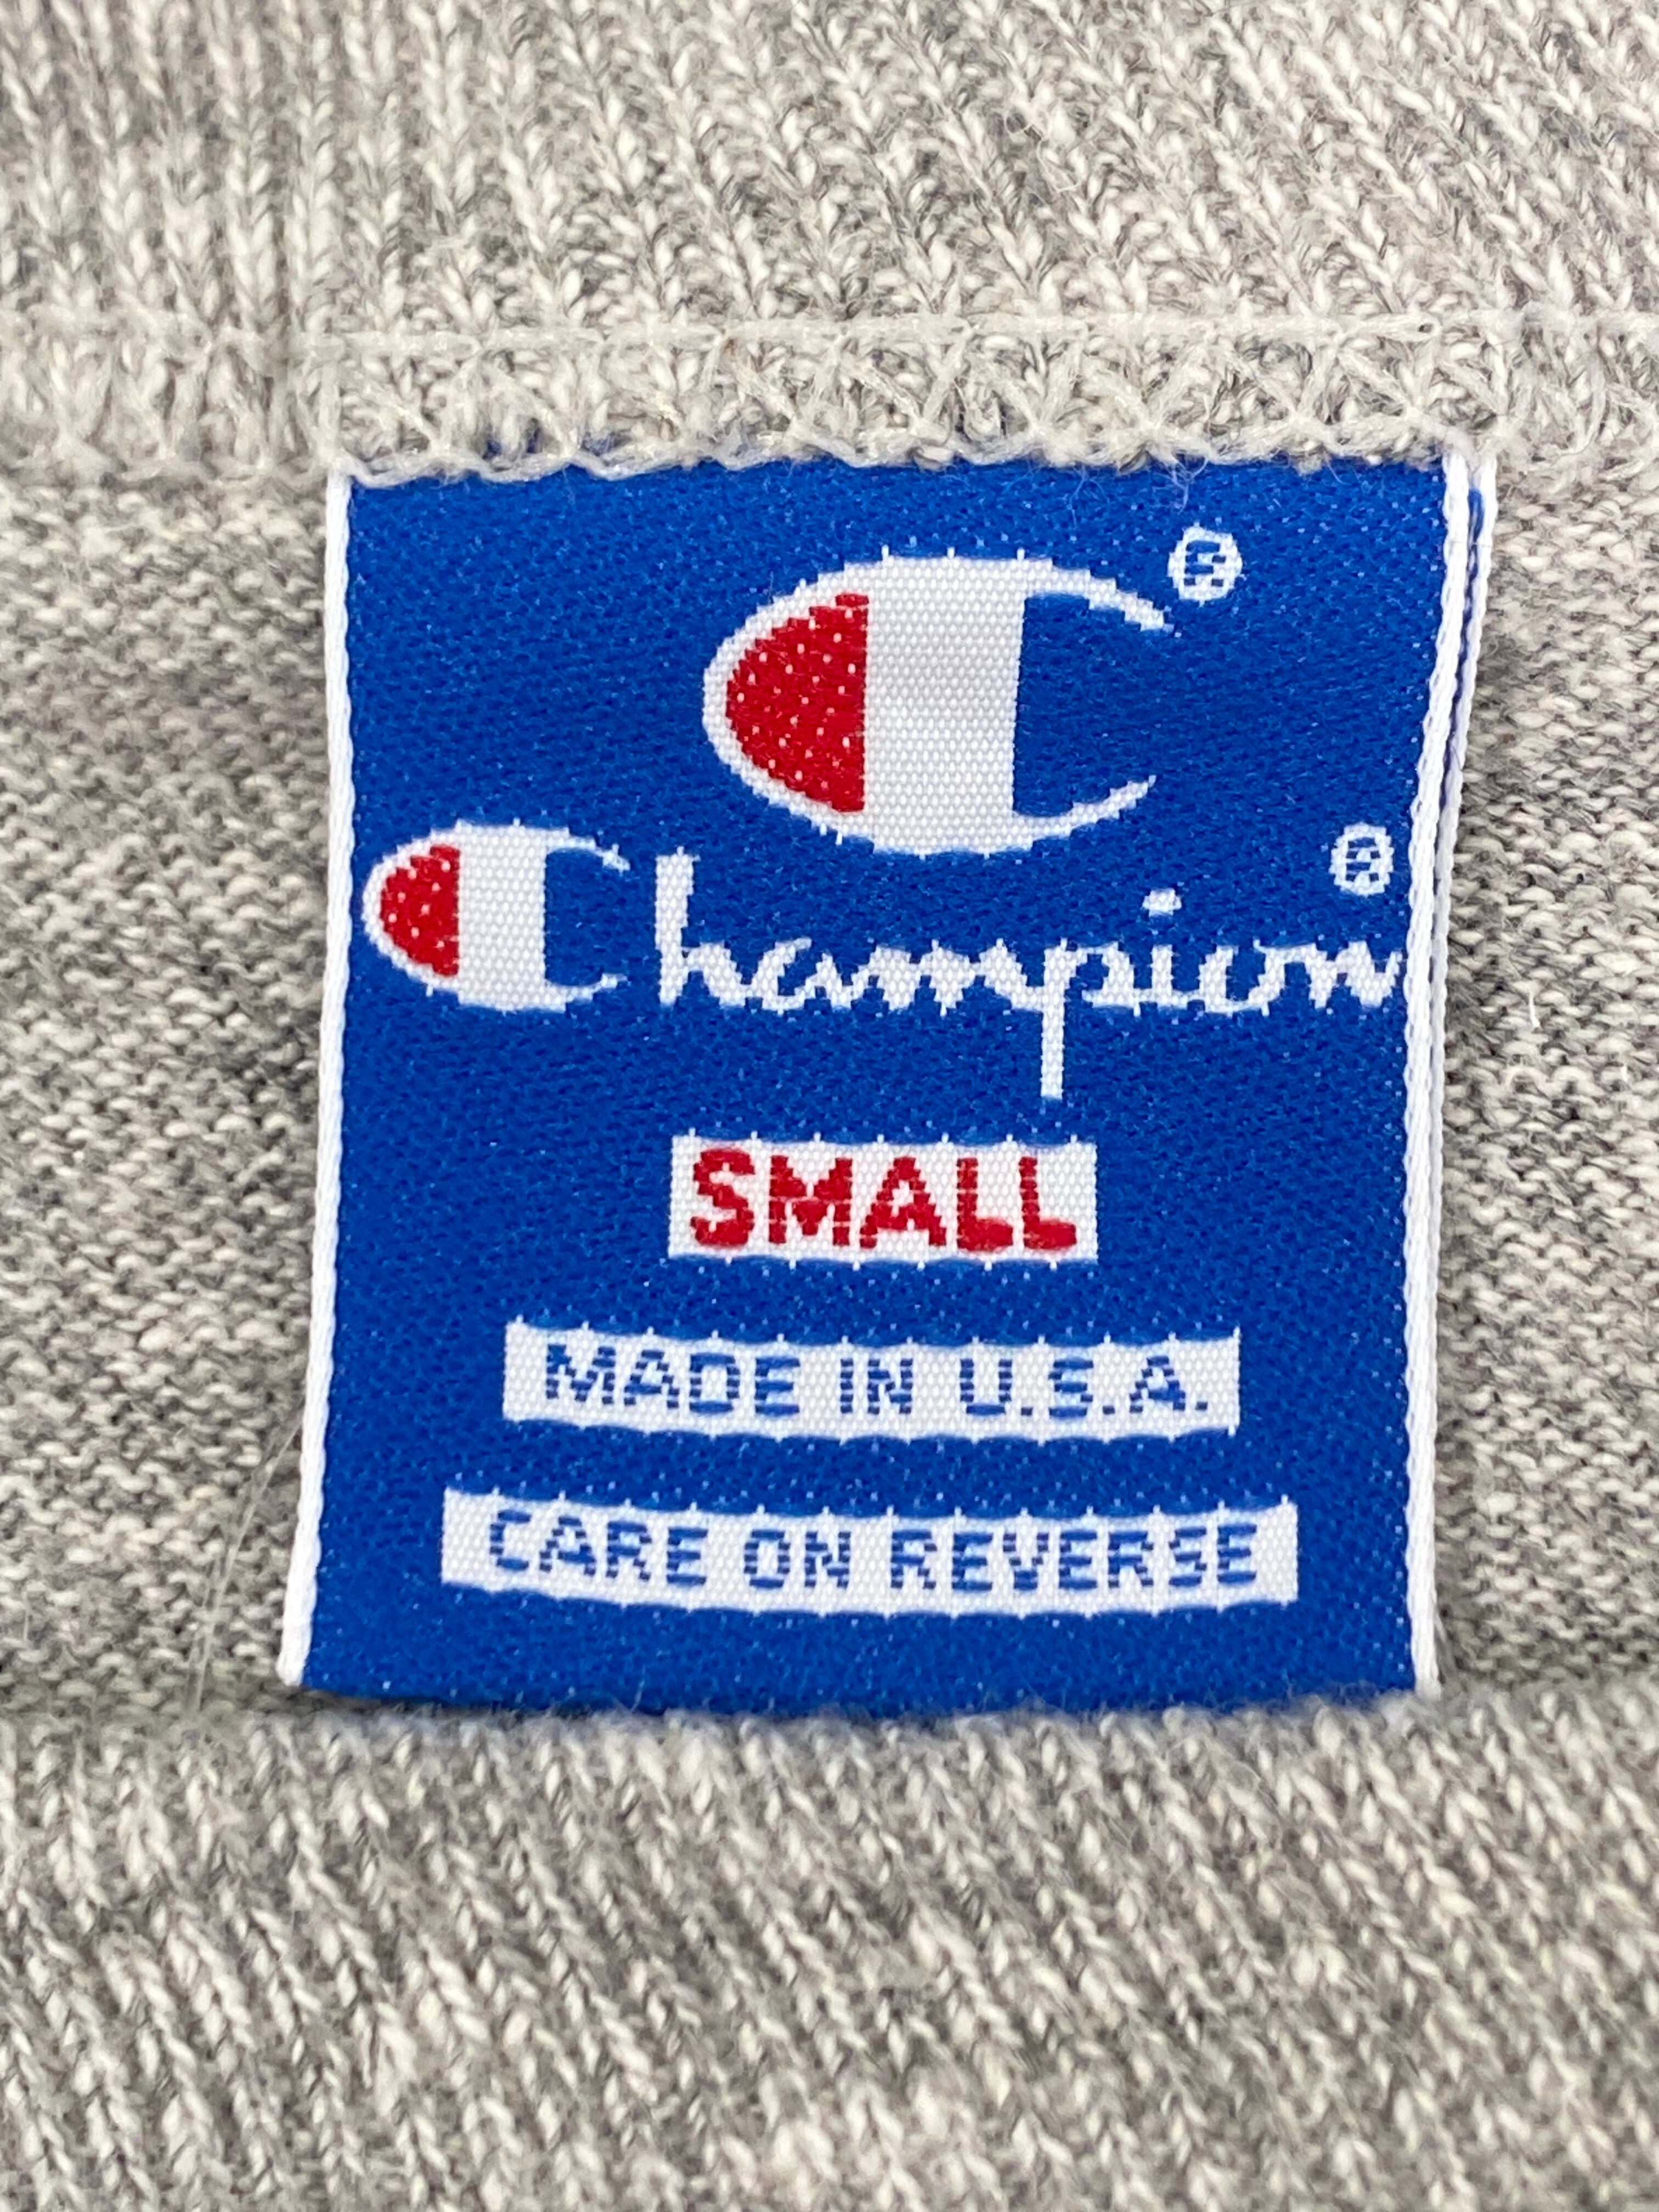 C®
Champion®
SMALL
MADE IN U.S.A.
CARE ON REVERSE